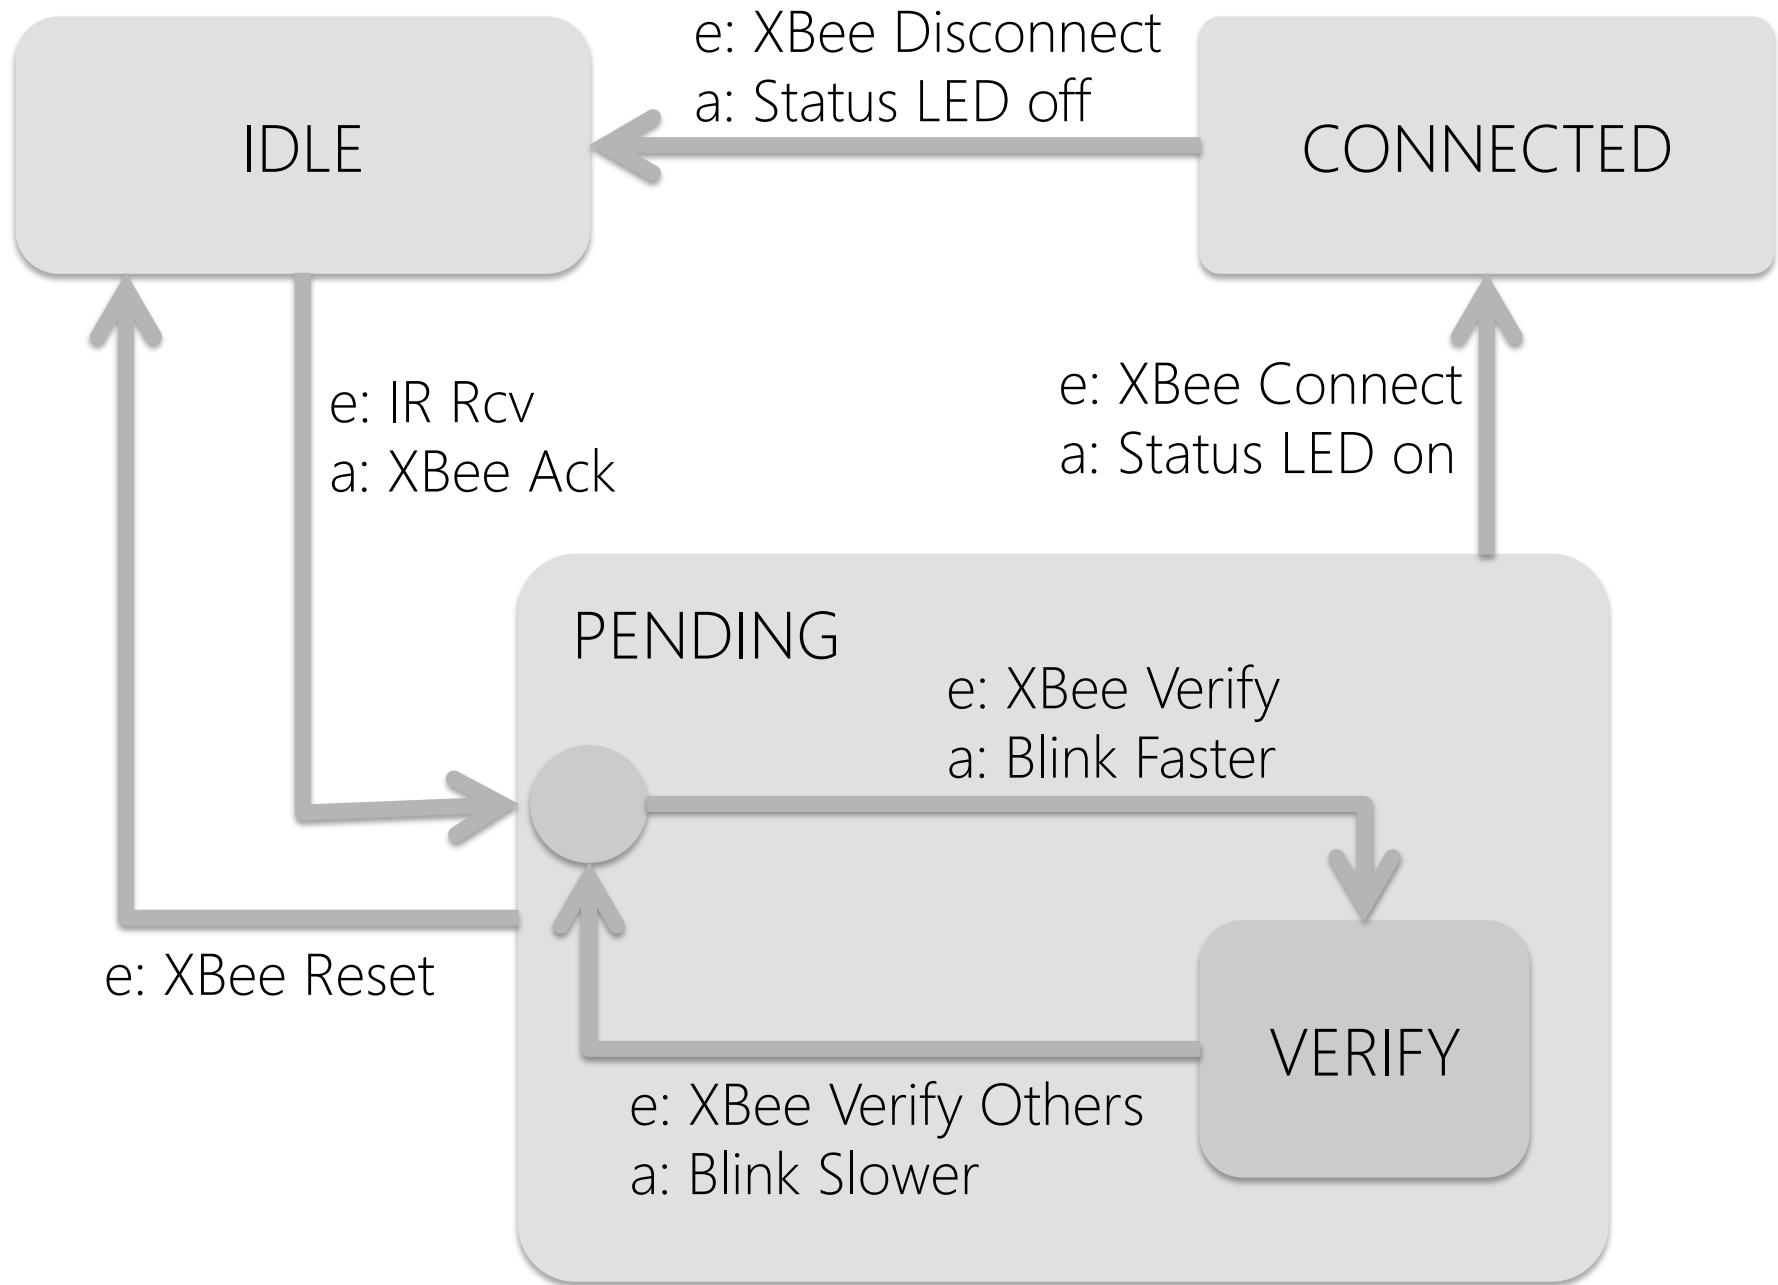 e: XBee Disconnect
a: Status LED off
IDLE
CONNECTED
e: IR Rcv
a: XBee Ack
e: XBee Connect
a: Status LED on
PENDING
e: XBee Verify
a: Blink Faster
e: XBee Reset
VERIFY
e: XBee Verify Others
a: Blink Slower